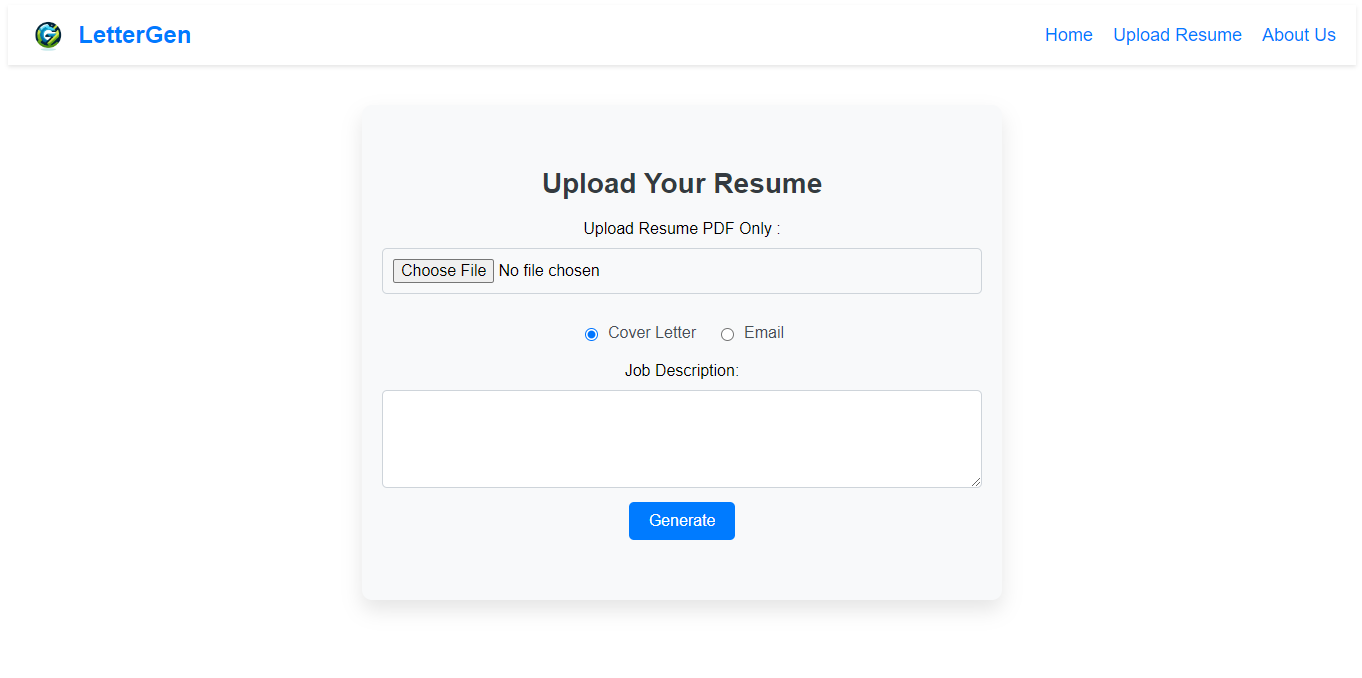 LetterGen
Home Upload Resume About Us
Upload Your Resume
Upload Resume PDF Only :
Choose File No file chosen
Cover Letter Email
Job Description:
Generate